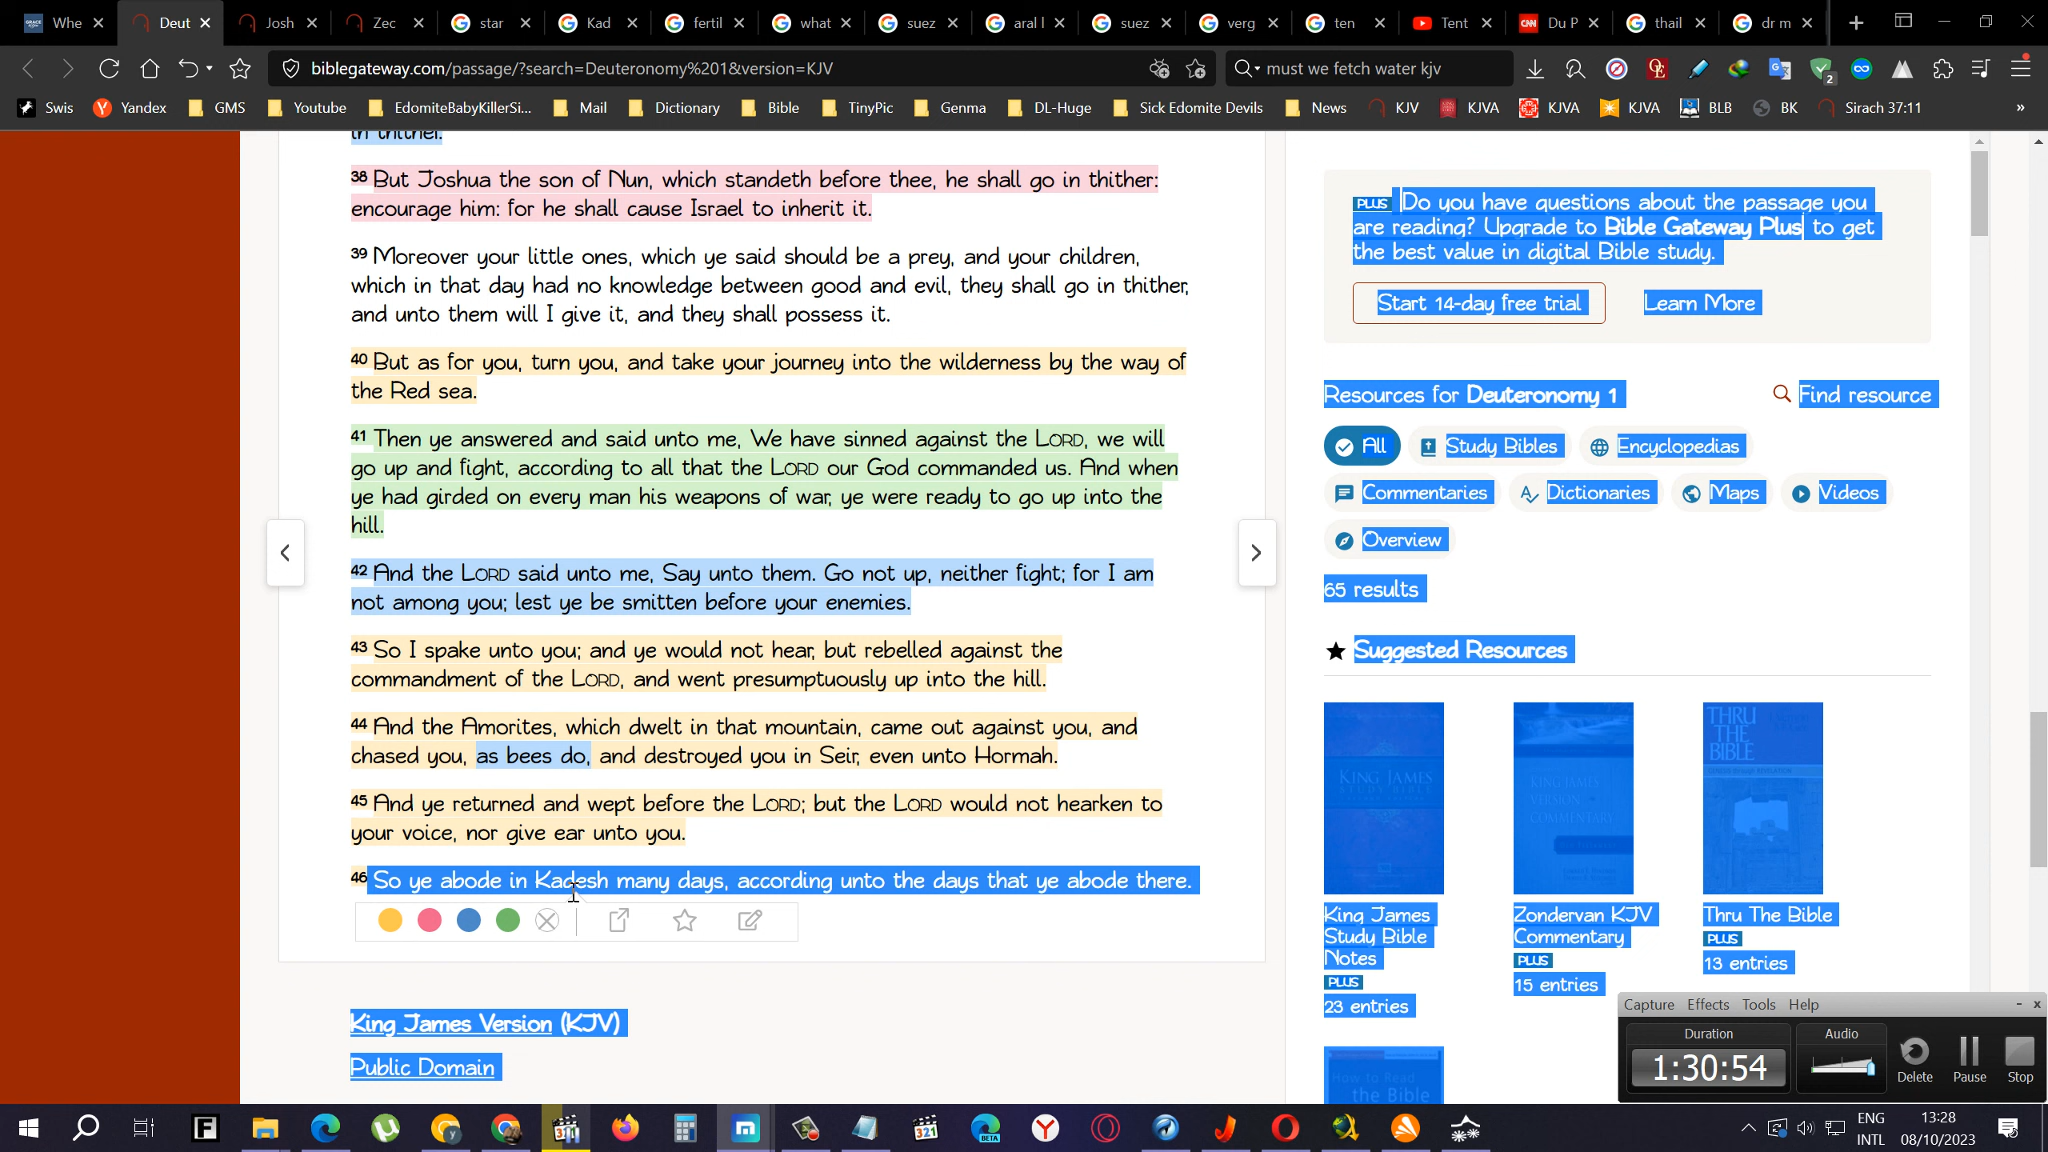 Whe
Deut
Josh
Zec
star
Kad
fertil
what
suez
aral l
suez
verg
ten
Tent
Du P
thail
dr m
biblegateway.com/passage/?search=Deuteronomy%201&version=KJV
must we fetch water kjv
Swis
Yandex
GMS
Youtube
EdomiteBabyKillerSi...
Mail
Dictionary
Bible
TinyPic
Genma
DL-Huge
Sick Edomite Devils
News
KJV
KJVA
KJVA
KJVA
BLB
BK
Sirach 37:11
in thither.
38 But Joshua the son of Nun, which standeth before thee, he shall go in thither:
encourage him: for he shall cause Israel to inherit it.
39 Moreover your little ones, which ye said should be a prey, and your children,
which in that day had no knowledge between good and evil, they shall go in thither,
and unto them will I give it, and they shall possess it.
40 But as for you, turn you, and take your journey into the wilderness by the way of
the Red sea.
41 Then ye answered and said unto me, We have sinned against the LORD, we will
go up and fight, according to all that the LORD our God commanded us. And when
ye had girded on every man his weapons of war, ye were ready to go up into the
hill.
42 And the LORD said unto me, Say unto them. Go not up, neither fight; for I am
not among you; lest ye be smitten before your enemies.
43 So I spake unto you; and ye would not hear, but rebelled against the
commandment of the LORD, and went presumptuously up into the hill.
44 And the Amorites, which dwelt in that mountain, came out against you, and
chased you, as bees do, and destroyed you in Seir, even unto Hormah.
45 And ye returned and wept before the LORD; but the LORD would not hearken to
your voice, nor give ear unto you.
46 So ye abode in Kadesh many days, according unto the days that ye abode there.
King James Version (KJV)
Public Domain
PLUS Do you have questions about the passage you
are reading? Upgrade to Bible Gateway Plus to get
the best value in digital Bible study.
Start 14-day free trial
Learn More
Resources for Deuteronomy 1
Find resource
All
Study Bibles
Encyclopedias
Commentaries
Dictionaries
Maps
Videos
Overview
65 results
Suggested Resources
KING JAMES
STUDY BIBLE
KING JAMES
VERSION
COMMENTARY
THRU
THE
BIBLE
King James
Study Bible
Notes
PLUS
23 entries
Zondervan KJV
Commentary
PLUS
15 entries
Thru The Bible
PLUS
13 entries
How to Read
the Bible
Capture Effects Tools Help
Duration
1:30:54
Audio
Delete
Pause
Stop
ENG
INTL
13:28
08/10/2023